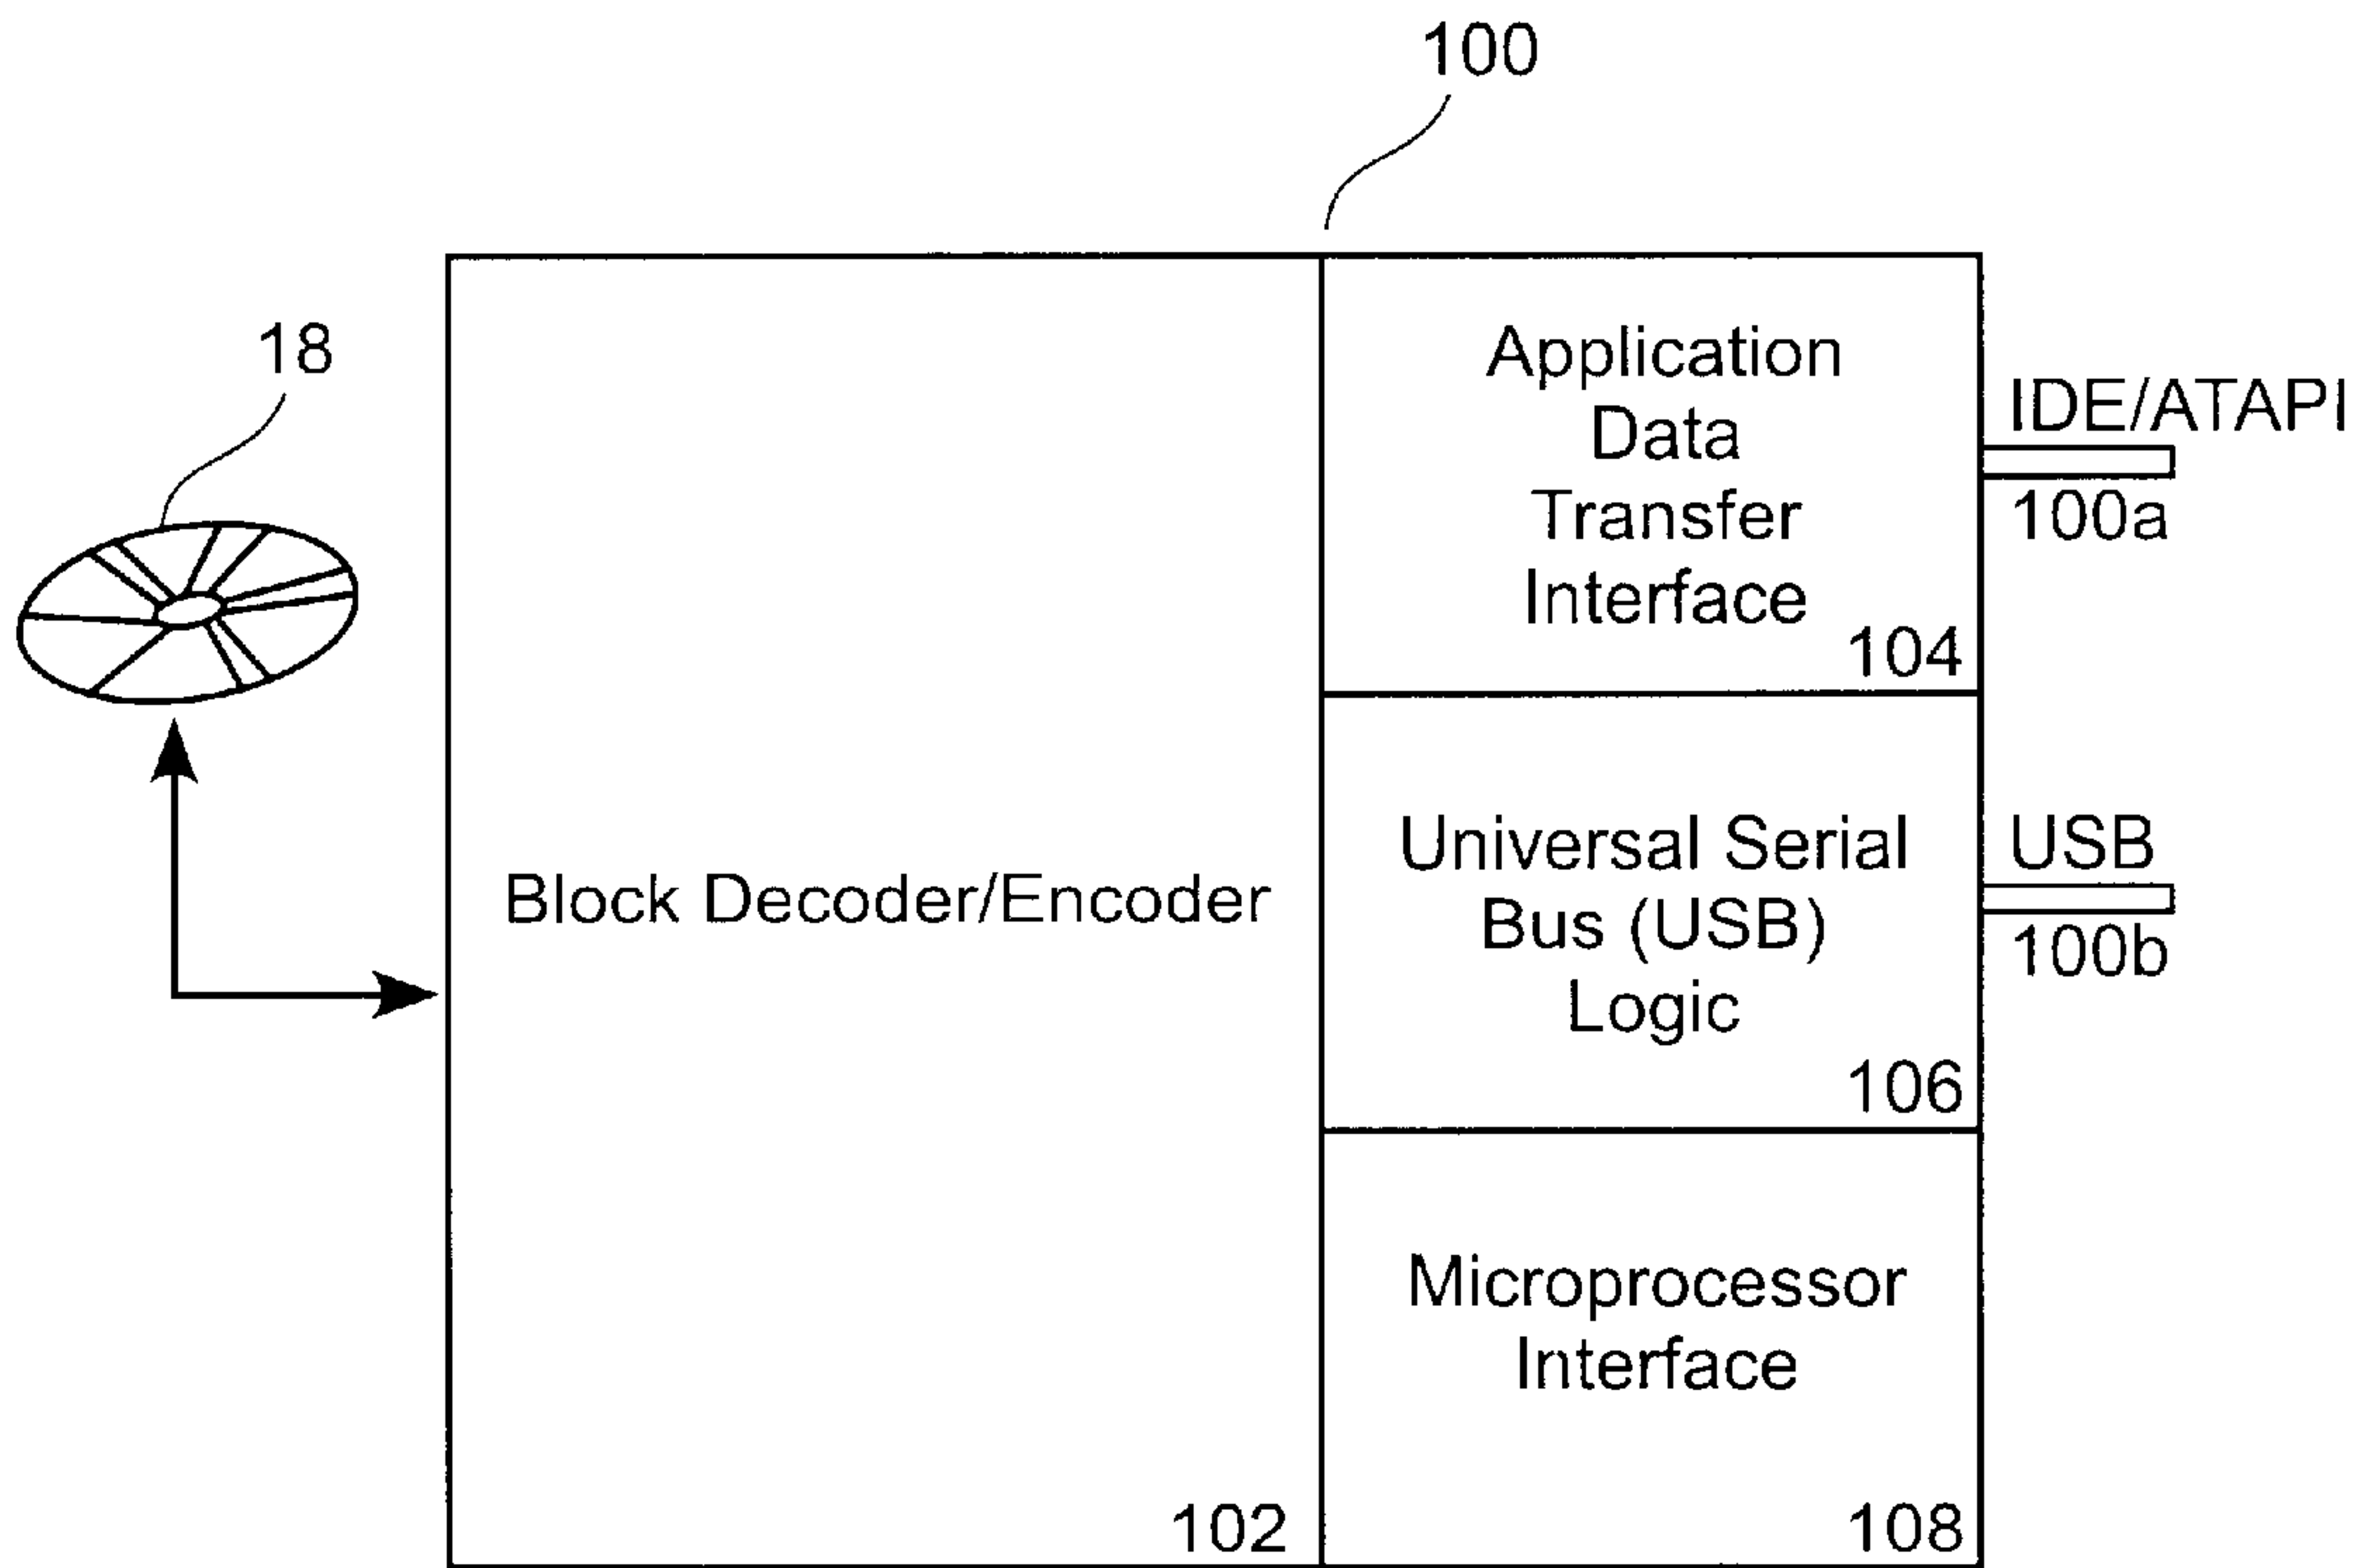 100
18
Application
Data
Transfer
Interface
104
IDE/ATAPI
100a
Block Decoder/Encoder
102
Universal Serial
Bus (USB)
Logic
106
USB
100b
Microprocessor
Interface
108